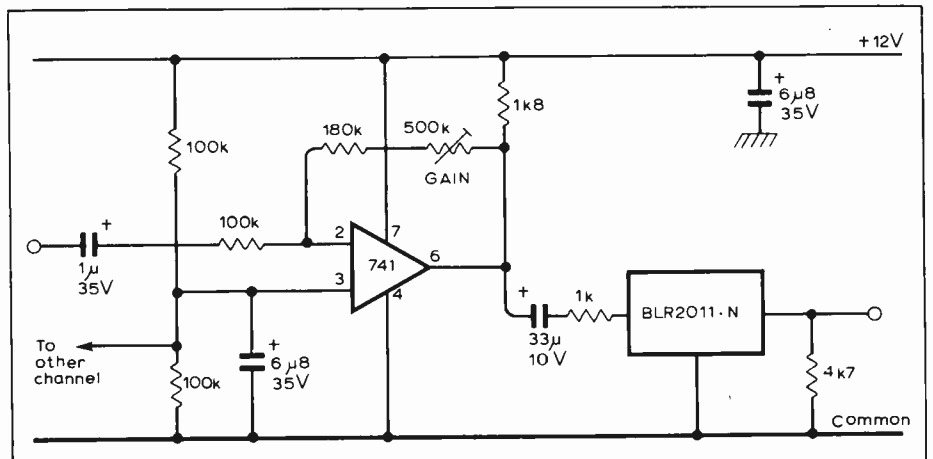 +12V
+
6µ8
35V
1k8
180k
500k
GAIN
100k
100k
+
1µ
35V
2
7
741
6
3
4
To
other
channel
100k
+
6µ8
35V
+
33µ
10V
1k
BLR2011·N
4k7
Common